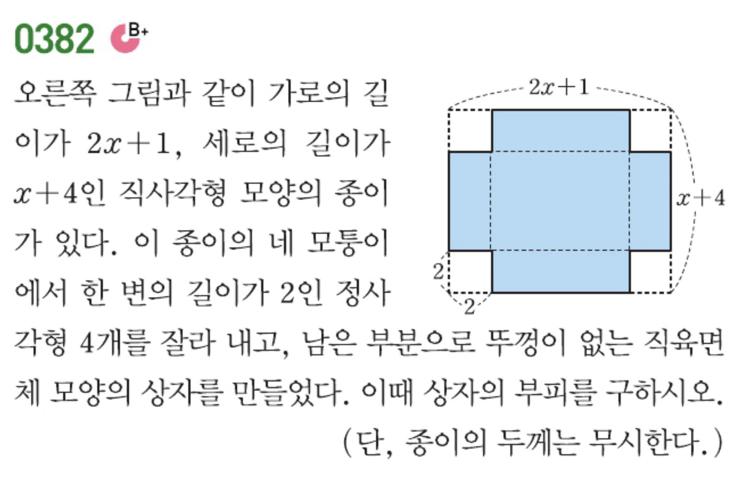 0382 B+
오른쪽 그림과 같이 가로의 길
이가 2x+1, 세로의 길이가
x+4인 직사각형 모양의 종이
가 있다. 이 종이의 네 모퉁이
에서 한 변의 길이가 2인 정사
각형 4개를 잘라 내고, 남은 부분으로 뚜껑이 없는 직육면
체 모양의 상자를 만들었다. 이때 상자의 부피를 구하시오.
(단, 종이의 두께는 무시한다.)
2x+1
x+4
2
2